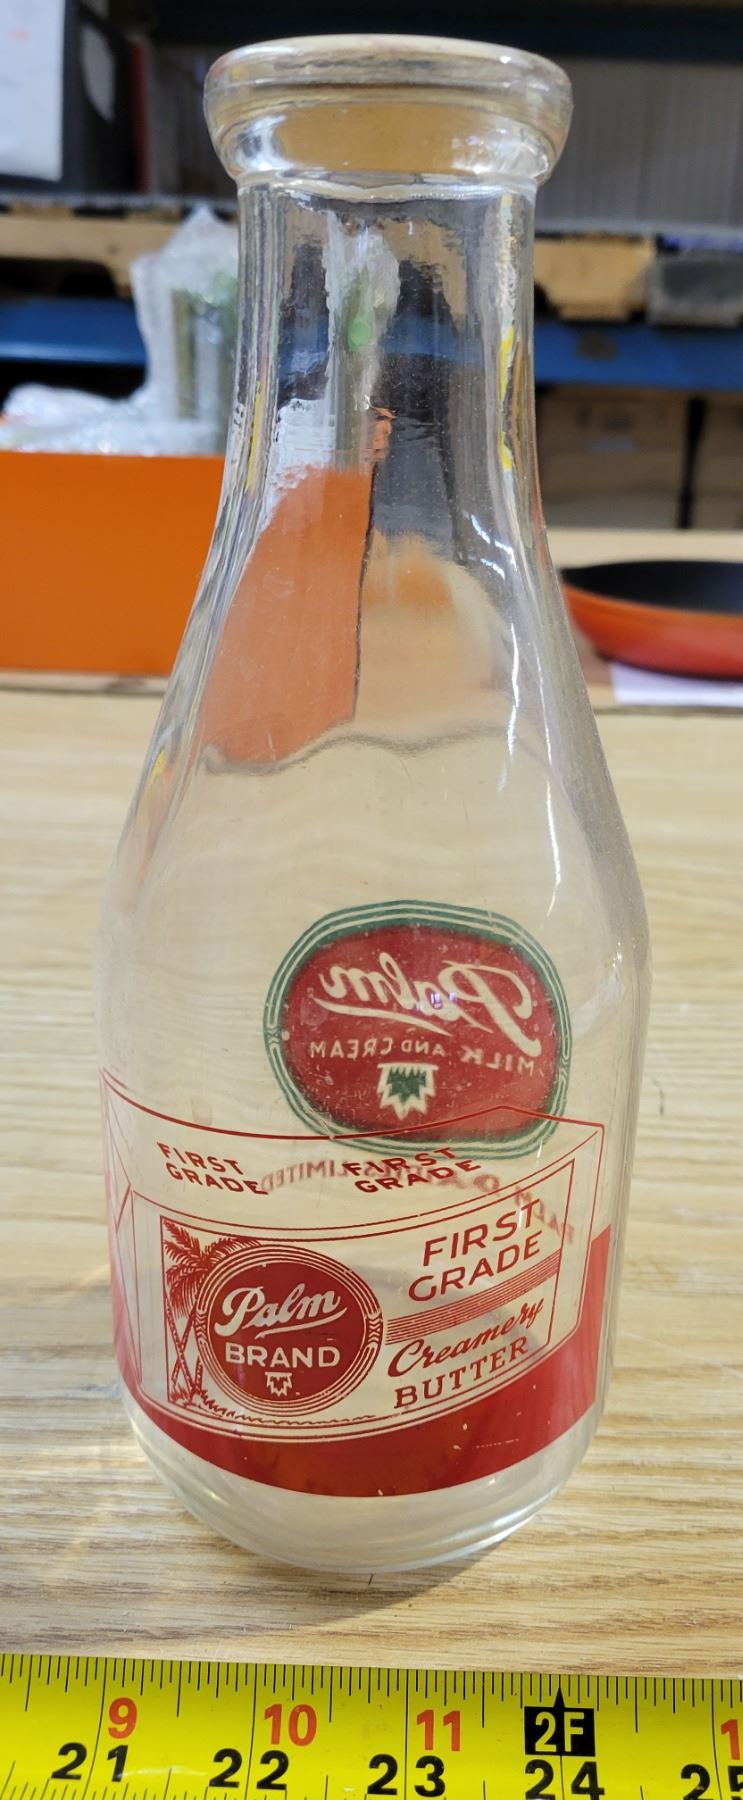 Palm
MILK AND CREAM
LIMITED
FIRST
GRADE
FIRST
GRADE
FIRST
GRADE
Palm
BRAND
Creamery
BUTTER
9 10 11 2F 1
21 22 23 24 25